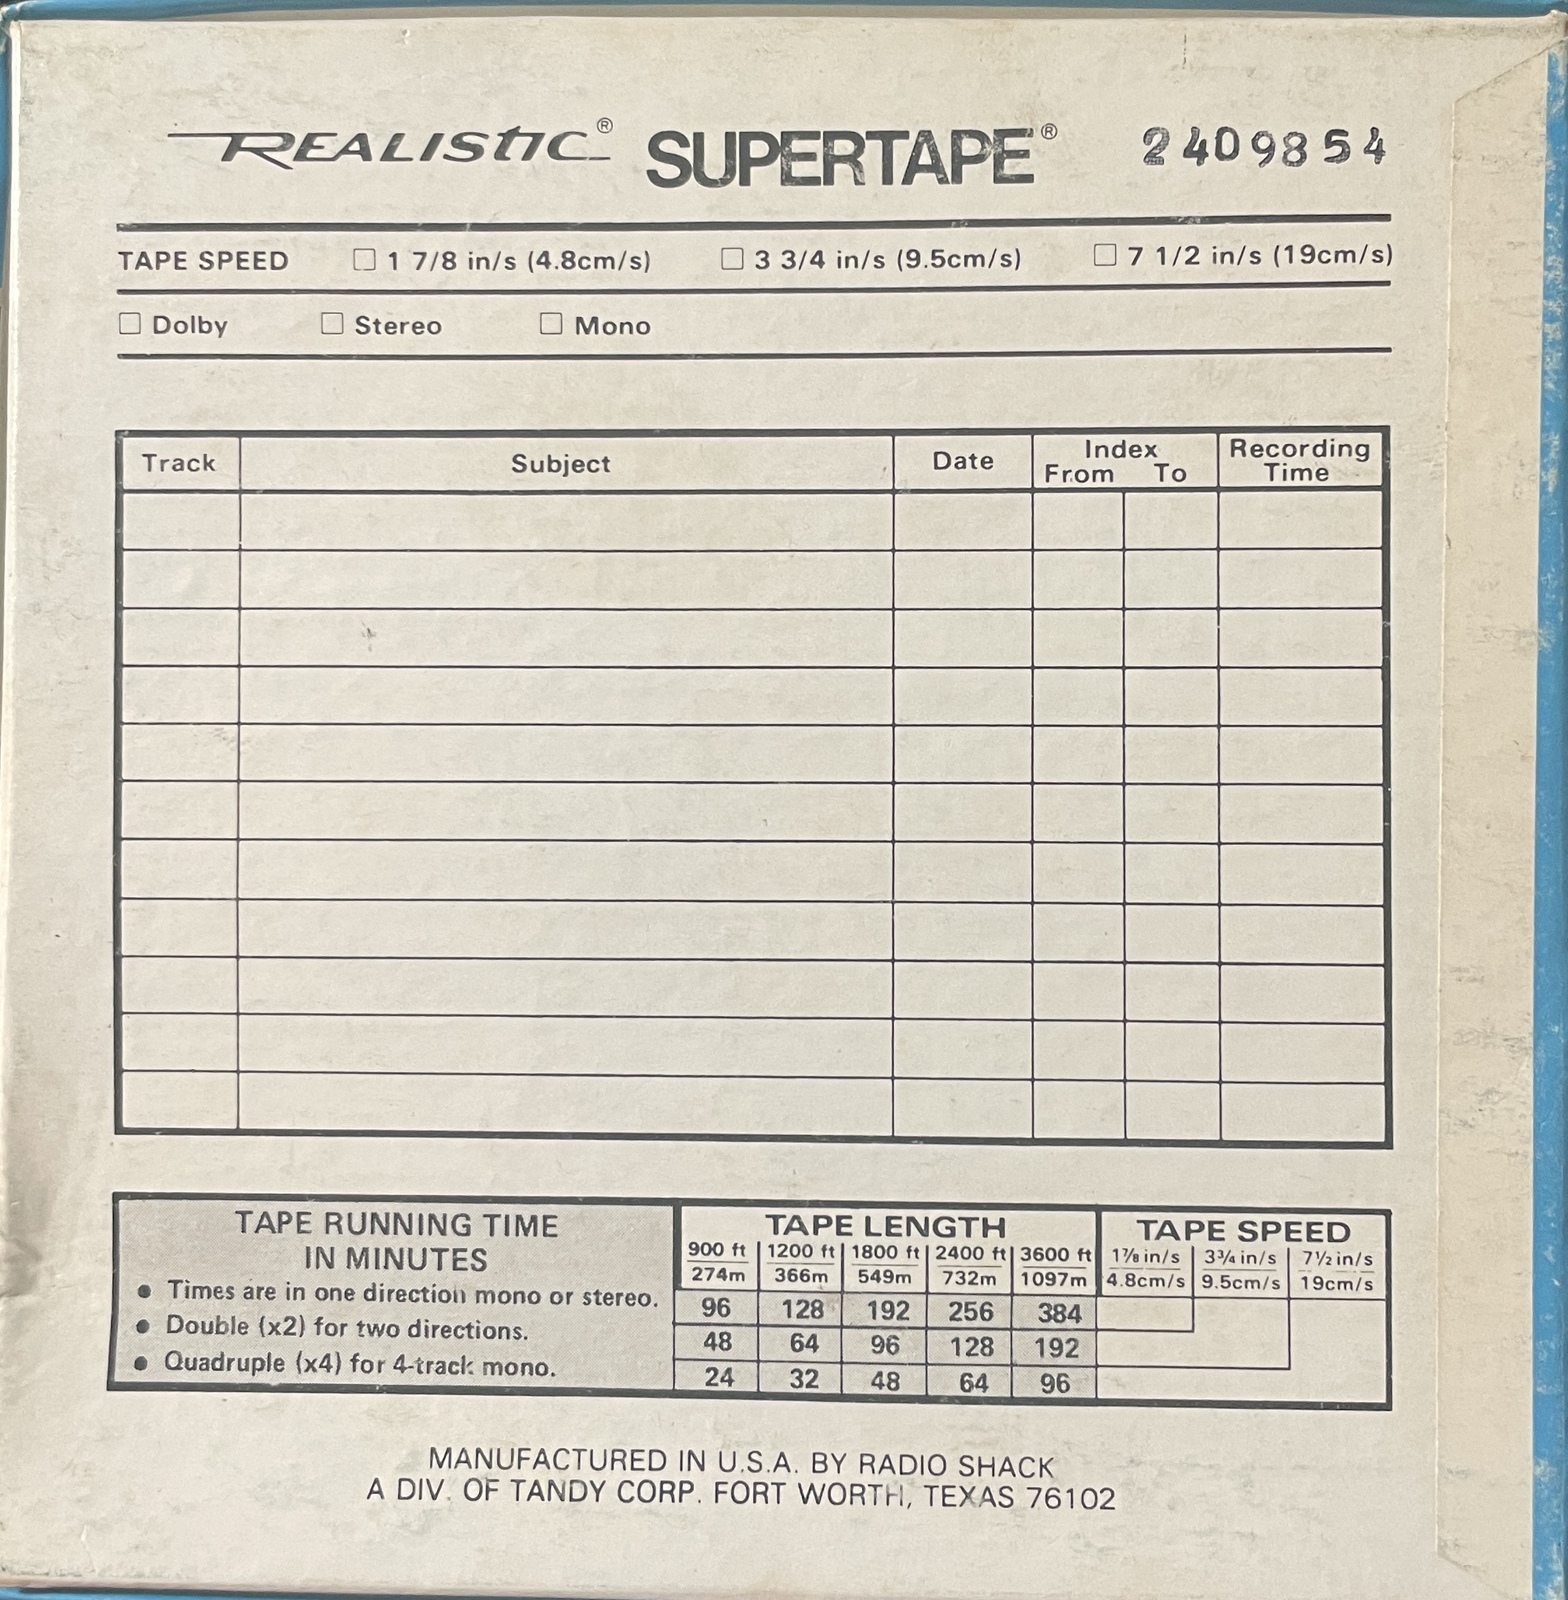 REALISTIC® SUPERTAPE® 2409854
TAPE SPEED ☐ 1 7/8 in/s (4.8cm/s) ☐ 3 3/4 in/s (9.5cm/s) ☐ 7 1/2 in/s (19cm/s)
☐ Dolby ☐ Stereo ☐ Mono
Track Subject Date Index From To Recording Time
TAPE RUNNING TIME
IN MINUTES
• Times are in one direction mono or stereo.
• Double (x2) for two directions.
• Quadruple (x4) for 4-track mono.
TAPE LENGTH TAPE SPEED
900 ft 1200 ft 1800 ft 2400 ft 3600 ft 1⅞ in/s 3¾ in/s 7½ in/s
274m 366m 549m 732m 1097m 4.8cm/s 9.5cm/s 19cm/s
96 128 192 256 384
48 64 96 128 192
24 32 48 64 96
MANUFACTURED IN U.S.A. BY RADIO SHACK
A DIV. OF TANDY CORP. FORT WORTH, TEXAS 76102